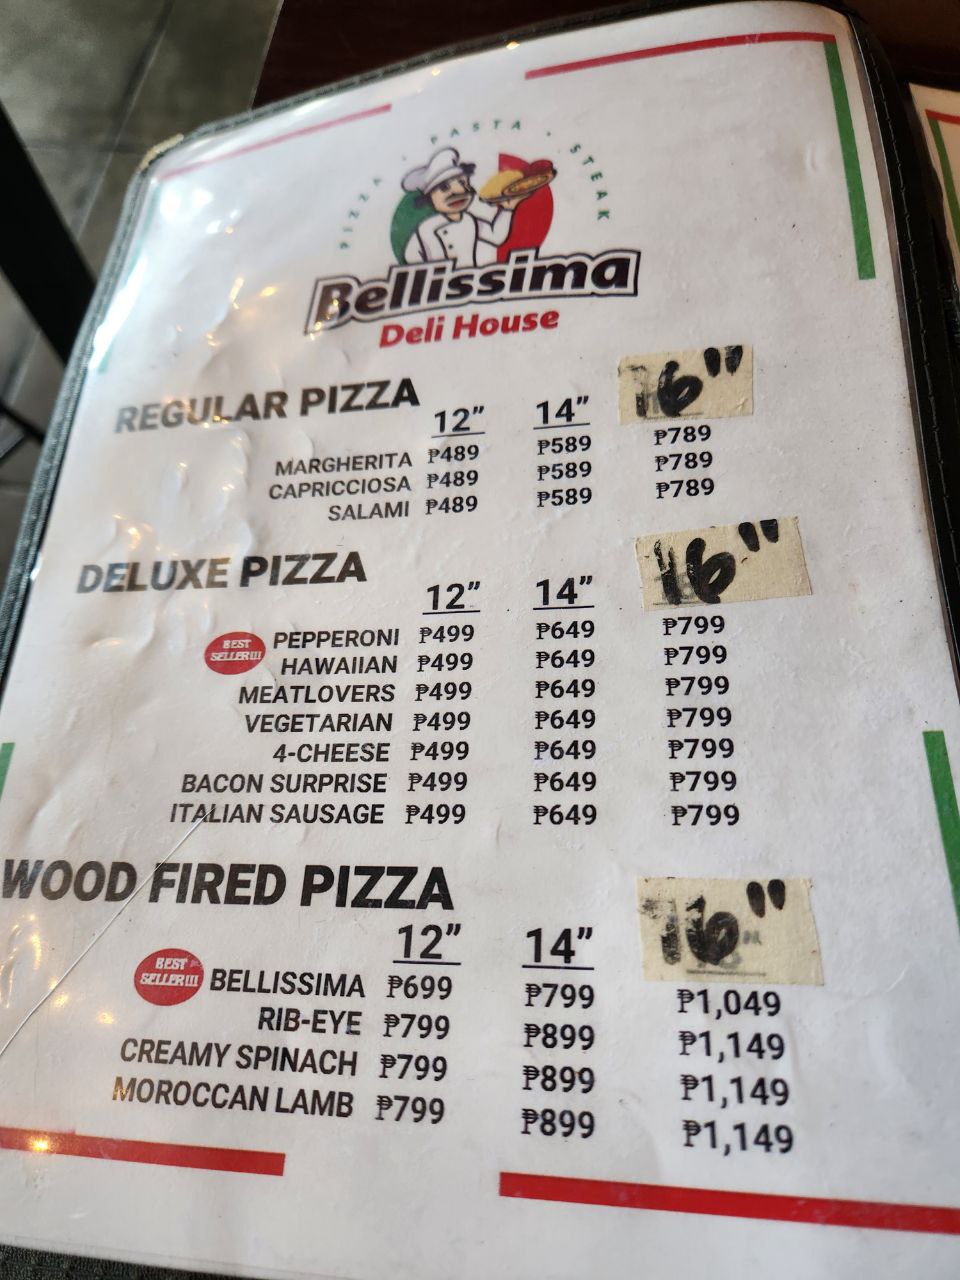 PIZZA · PASTA · STEAK
Bellissima
Deli House
REGULAR PIZZA
12” 14” 16"
MARGHERITA ₱489 ₱589 ₱789
CAPRICCIOSA ₱489 ₱589 ₱789
SALAMI ₱489 ₱589 ₱789
DELUXE PIZZA
12” 14” 16"
BEST
SELLER!!!
PEPPERONI ₱499 ₱649 ₱799
HAWAIIAN ₱499 ₱649 ₱799
MEATLOVERS ₱499 ₱649 ₱799
VEGETARIAN ₱499 ₱649 ₱799
4-CHEESE ₱499 ₱649 ₱799
BACON SURPRISE ₱499 ₱649 ₱799
ITALIAN SAUSAGE ₱499 ₱649 ₱799
WOOD FIRED PIZZA
12” 14” 16"
BEST
SELLER!!!
BELLISSIMA ₱699 ₱799 ₱1,049
RIB-EYE ₱799 ₱899 ₱1,149
CREAMY SPINACH ₱799 ₱899 ₱1,149
MOROCCAN LAMB ₱799 ₱899 ₱1,149